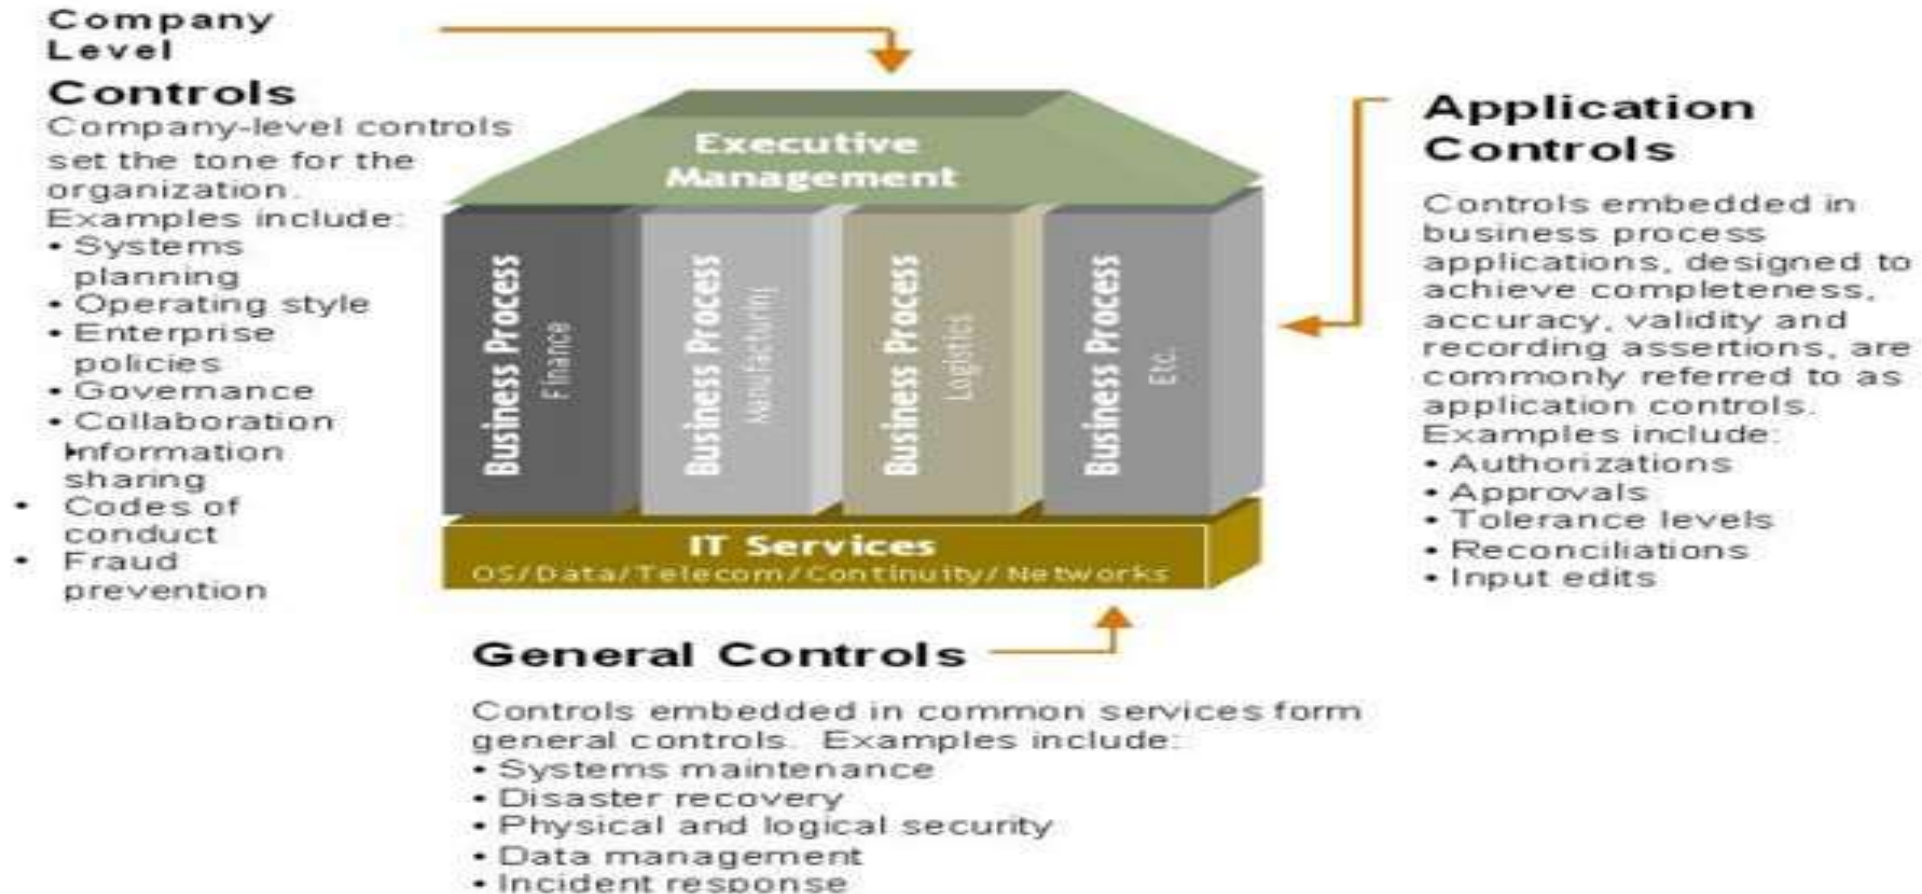 Company
Level
Controls
Company-level controls
set the tone for the
organization.
Examples include:
• Systems
planning
• Operating style
• Enterprise
policies
• Governance
• Collaboration
Information
sharing
• Codes of
conduct
• Fraud
prevention
Executive
Management
Business Process
Finance
Business Process
Manufacturing
Business Process
Logistics
Business Process
Etc.
IT Services
OS/Data/Telecom/Continuity/Networks
Application
Controls
Controls embedded in
business process
applications, designed to
achieve completeness,
accuracy, validity and
recording assertions, are
commonly referred to as
application controls.
Examples include:
• Authorizations
• Approvals
• Tolerance levels
• Reconciliations
• Input edits
General Controls
Controls embedded in common services form
general controls. Examples include:
• Systems maintenance
• Disaster recovery
• Physical and logical security
• Data management
• Incident response